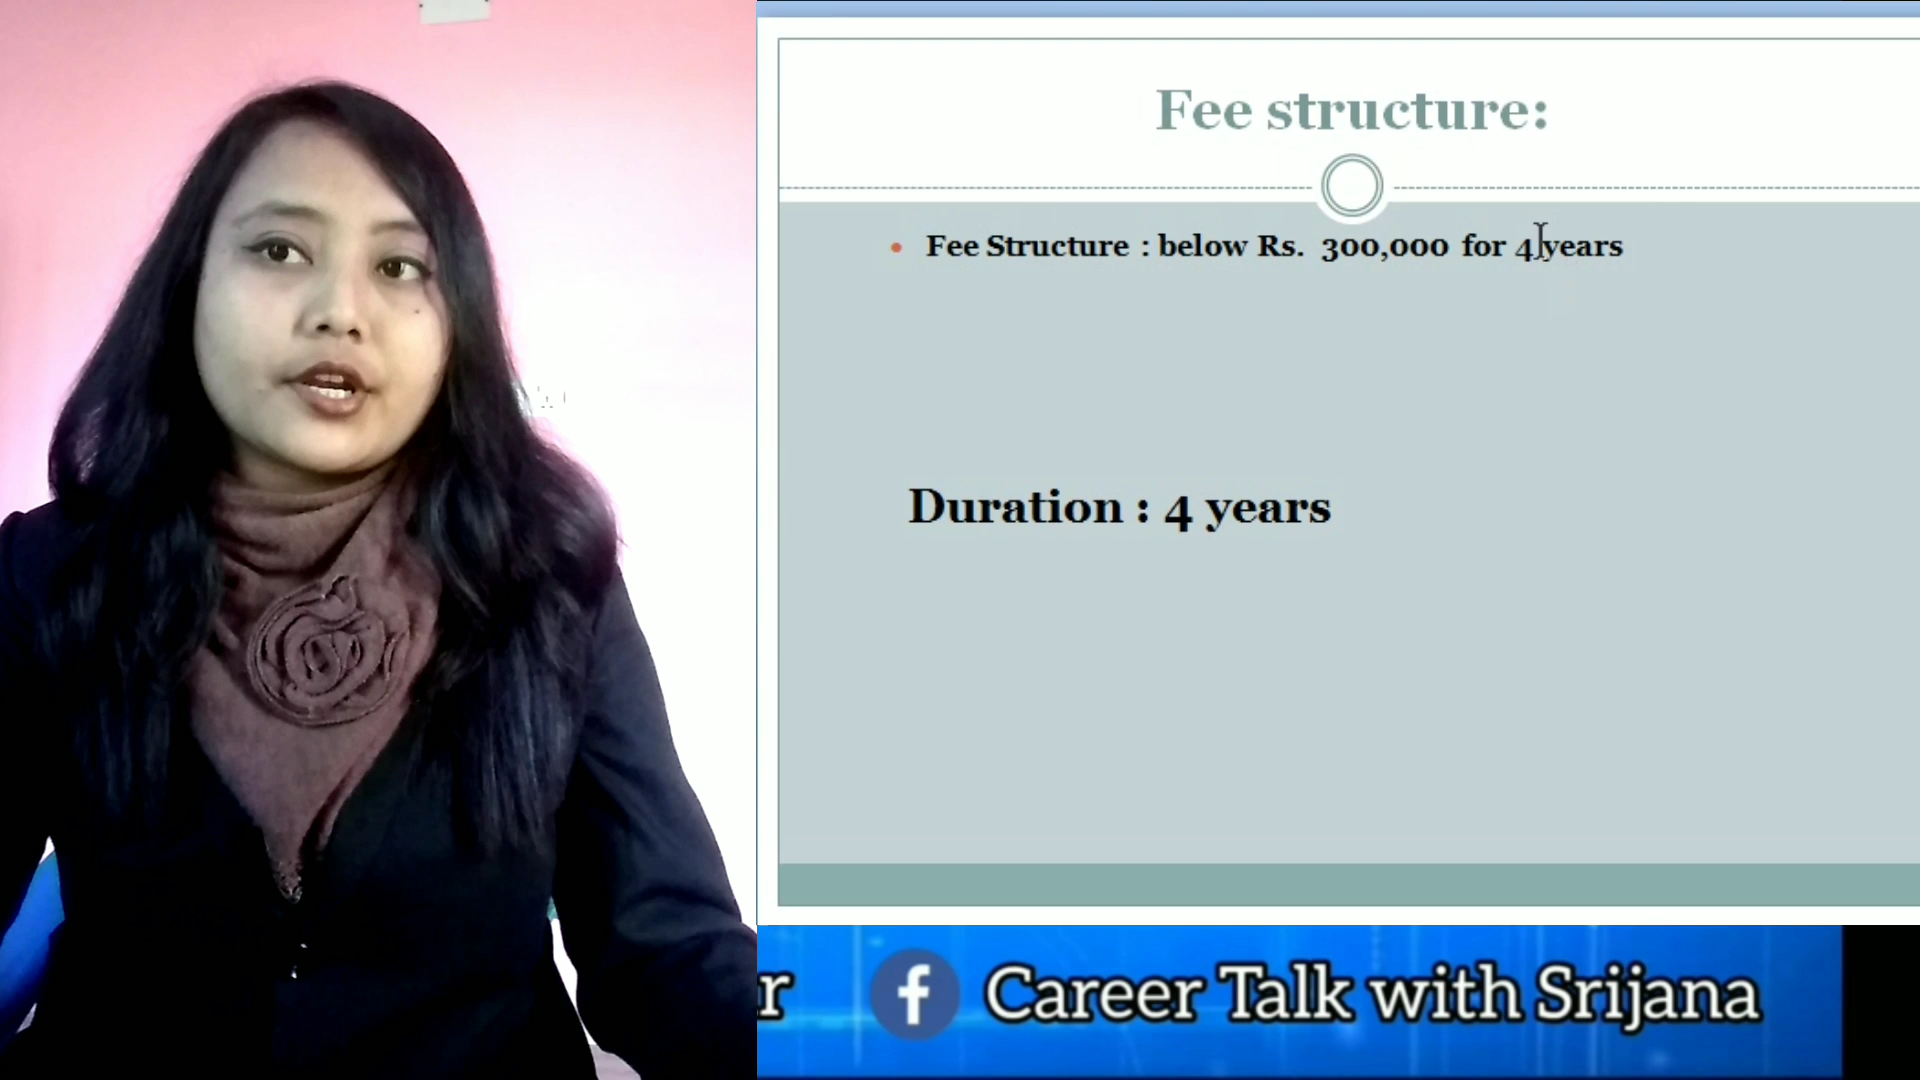 Fee structure:
Fee Structure : below Rs. 300,000 for 4 years
Duration : 4 years
Career Talk with Srijana